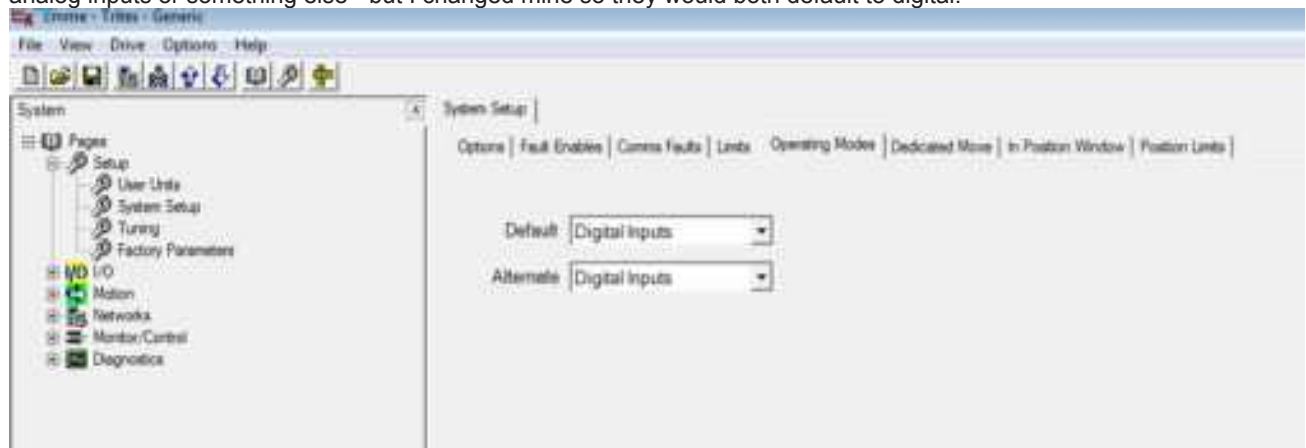 analog inputs or something else - but I changed mine so they would both default to digital.
Emme - Trites - Generic
File View Drive Options Help
System
System Setup
Pages
Setup
User Units
System Setup
Tuning
Factory Parameters
I/O I/O
Motion
Networks
Monitor/Control
Diagnostics
Options | Fault Enables | Comms Faults | Limits Operating Modes | Dedicated Move | In Position Window | Position Limits |
Default Digital Inputs
Alternate Digital Inputs